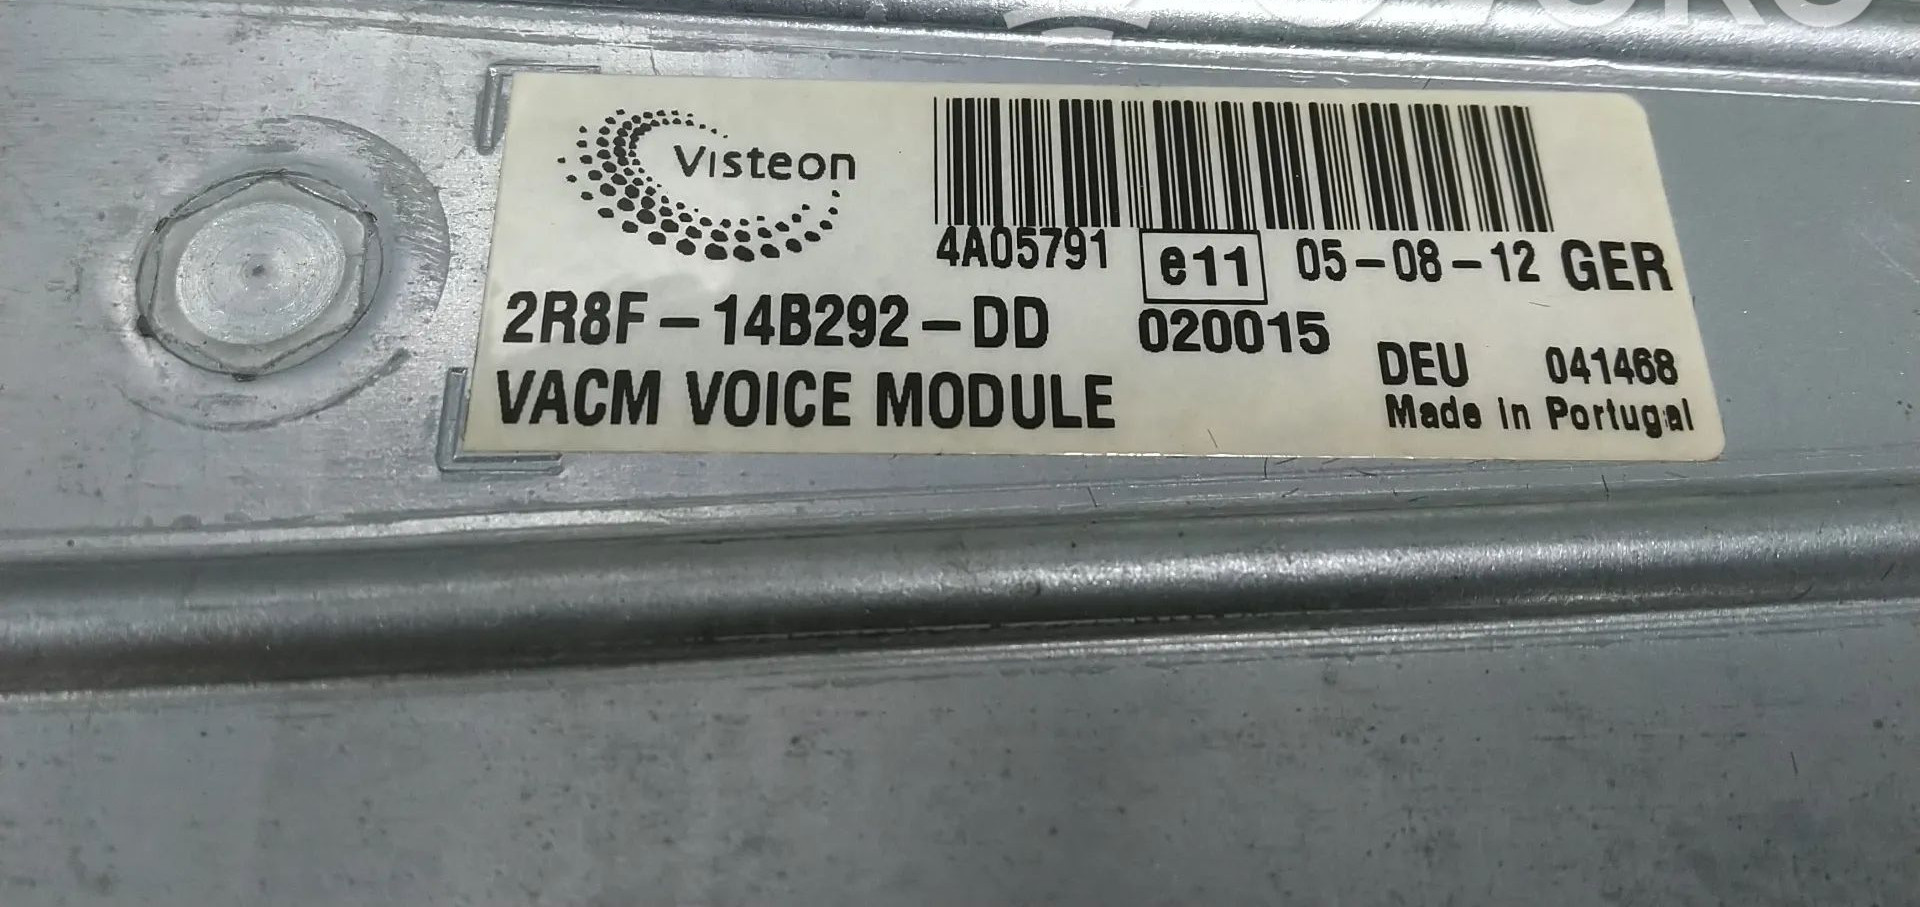 Visteon
4A05791 e11 05-08-12 GER
2R8F-14B292-DD 020015
DEU 041468
VACM VOICE MODULE Made in Portugal